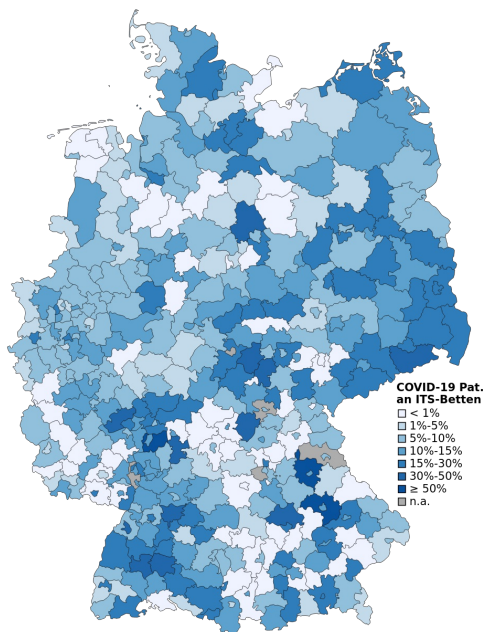 COVID-19 Pat.
an ITS-Betten
< 1%
1%-5%
5%-10%
10%-15%
15%-30%
30%-50%
≥ 50%
n.a.